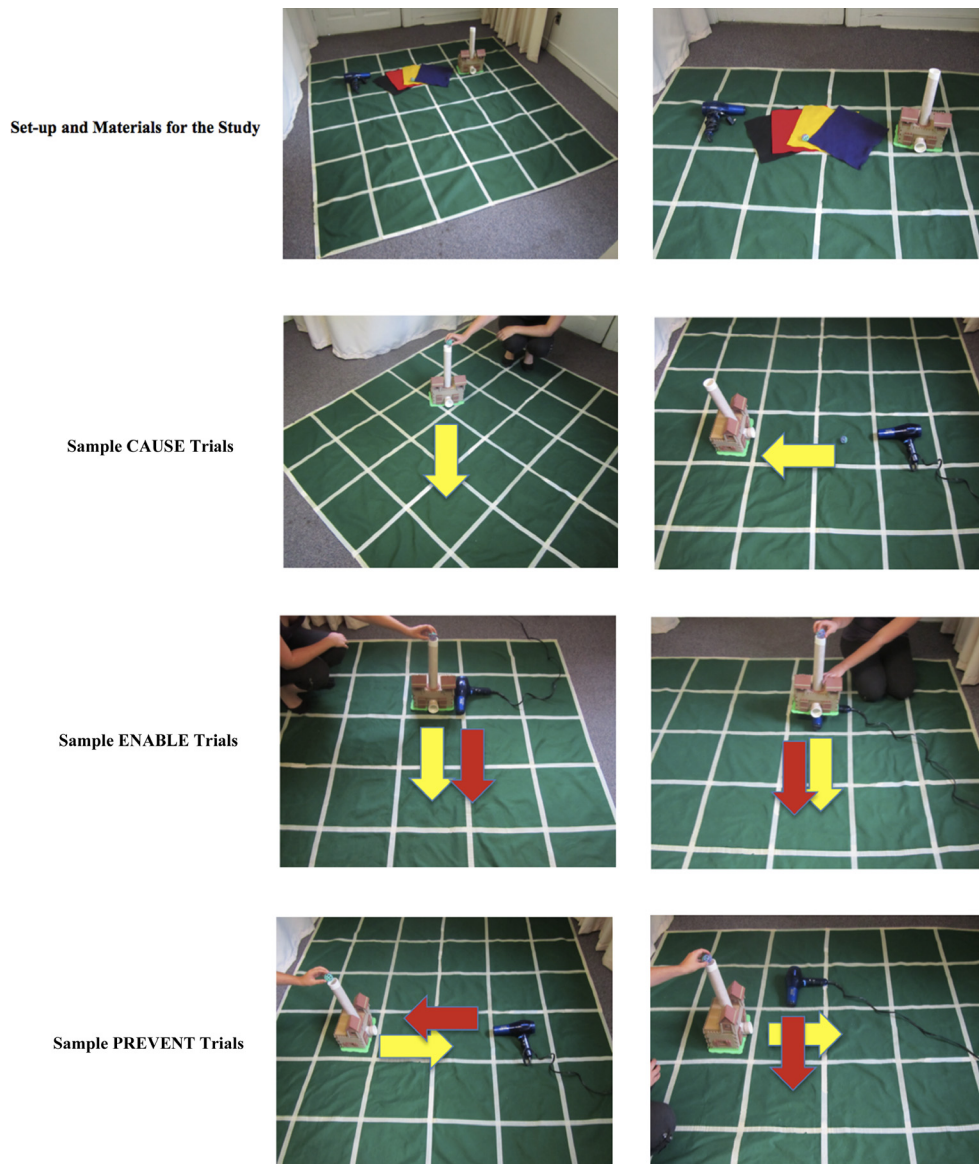 Set-up and Materials for the Study
Sample CAUSE Trials
Sample ENABLE Trials
Sample PREVENT Trials